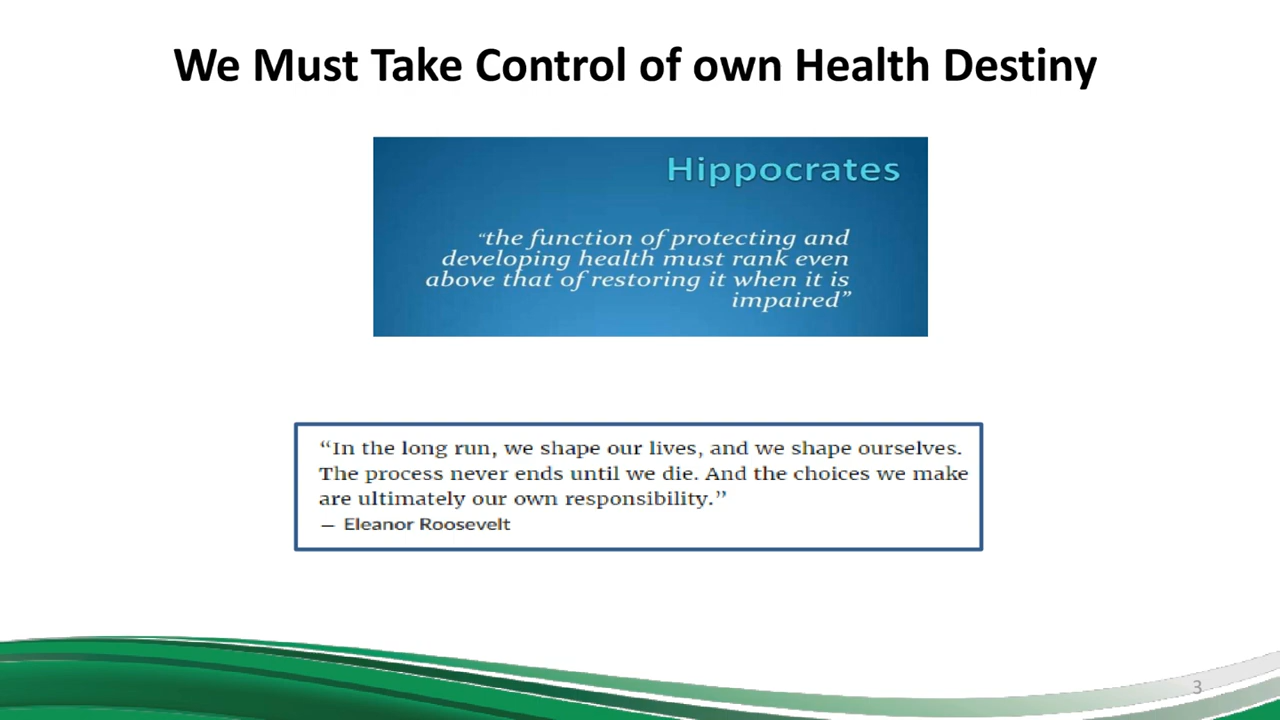 We Must Take Control of own Health Destiny
Hippocrates
“the function of protecting and
developing health must rank even
above that of restoring it when it is
impaired”
“In the long run, we shape our lives, and we shape ourselves.
The process never ends until we die. And the choices we make
are ultimately our own responsibility.”
― Eleanor Roosevelt
3